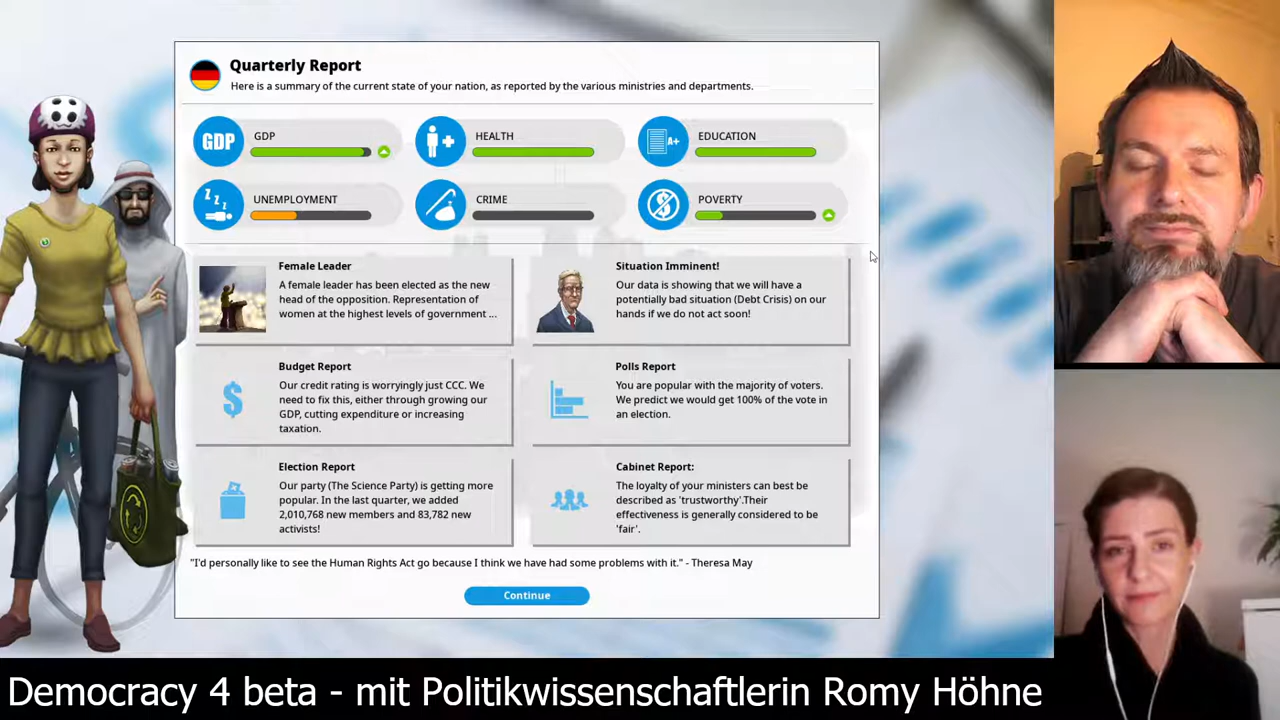 Quarterly Report
Here is a summary of the current state of your nation, as reported by the various ministries and departments.
GDP
GDP
HEALTH
A+
EDUCATION
Z Z Z
UNEMPLOYMENT
CRIME
POVERTY
Female Leader
A female leader has been elected as the new
head of the opposition. Representation of
women at the highest levels of government ...
Situation Imminent!
Our data is showing that we will have a
potentially bad situation (Debt Crisis) on our
hands if we do not act soon!
Budget Report
$
Our credit rating is worryingly just CCC. We
need to fix this, either through growing our
GDP, cutting expenditure or increasing
taxation.
Polls Report
You are popular with the majority of voters.
We predict we would get 100% of the vote in
an election.
Election Report
Our party (The Science Party) is getting more
popular. In the last quarter, we added
2,010,768 new members and 83,782 new
activists!
Cabinet Report:
The loyalty of your ministers can best be
described as 'trustworthy'.Their
effectiveness is generally considered to be
'fair'.
"I'd personally like to see the Human Rights Act go because I think we have had some problems with it." - Theresa May
Continue
Democracy 4 beta - mit Politikwissenschaftlerin Romy Höhne